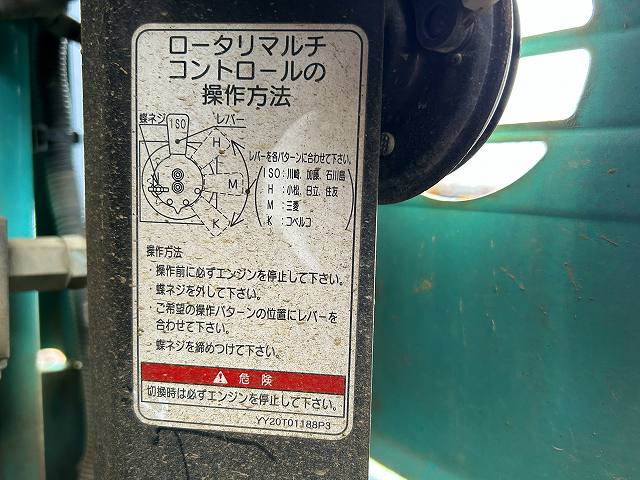 ロータリマルチ
コントロールの
操作方法
蝶ネジ
ISO
レバー
H
M
K
レバーを各パターンに合わせて下さい。
ISO：川崎, 加藤, 石川島
H ：小松, 日立, 住友
M ：三菱
K ：コベルコ
操作方法
・操作前に必ずエンジンを停止して下さい。
・蝶ネジを外して下さい。
・ご希望の操作パターンの位置にレバーを
合わせて下さい。
・蝶ネジを締めつけて下さい。
危険
切換時は必ずエンジンを停止して下さい。
YY20T01188P3